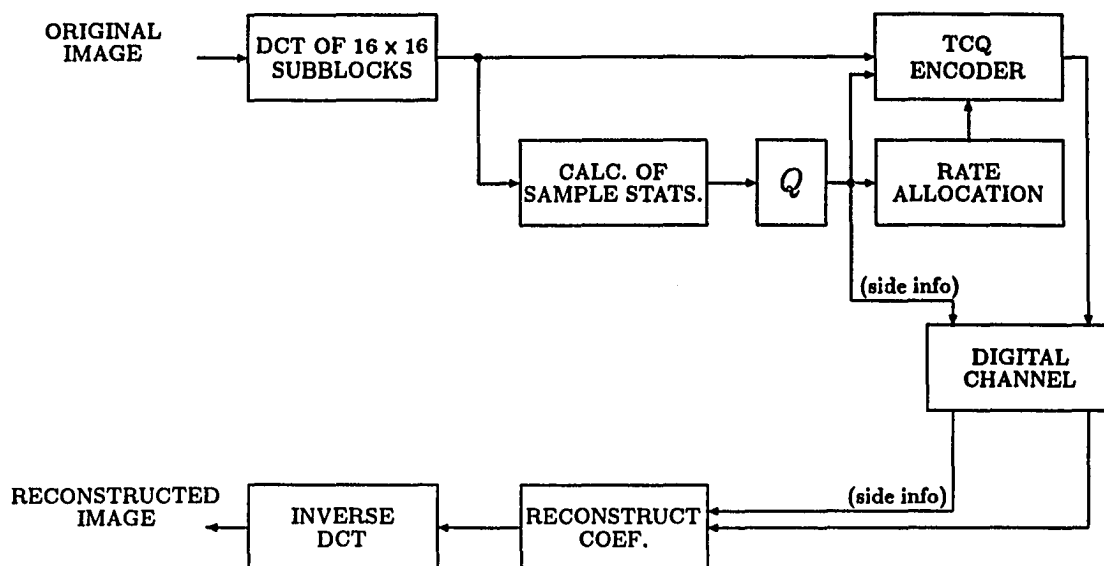 ORIGINAL
IMAGE
DCT OF 16 x 16
SUBBLOCKS
TCQ
ENCODER
CALC. OF
SAMPLE STATS.
Q
RATE
ALLOCATION
(side info)
DIGITAL
CHANNEL
RECONSTRUCTED
IMAGE
INVERSE
DCT
RECONSTRUCT
COEF.
(side info)